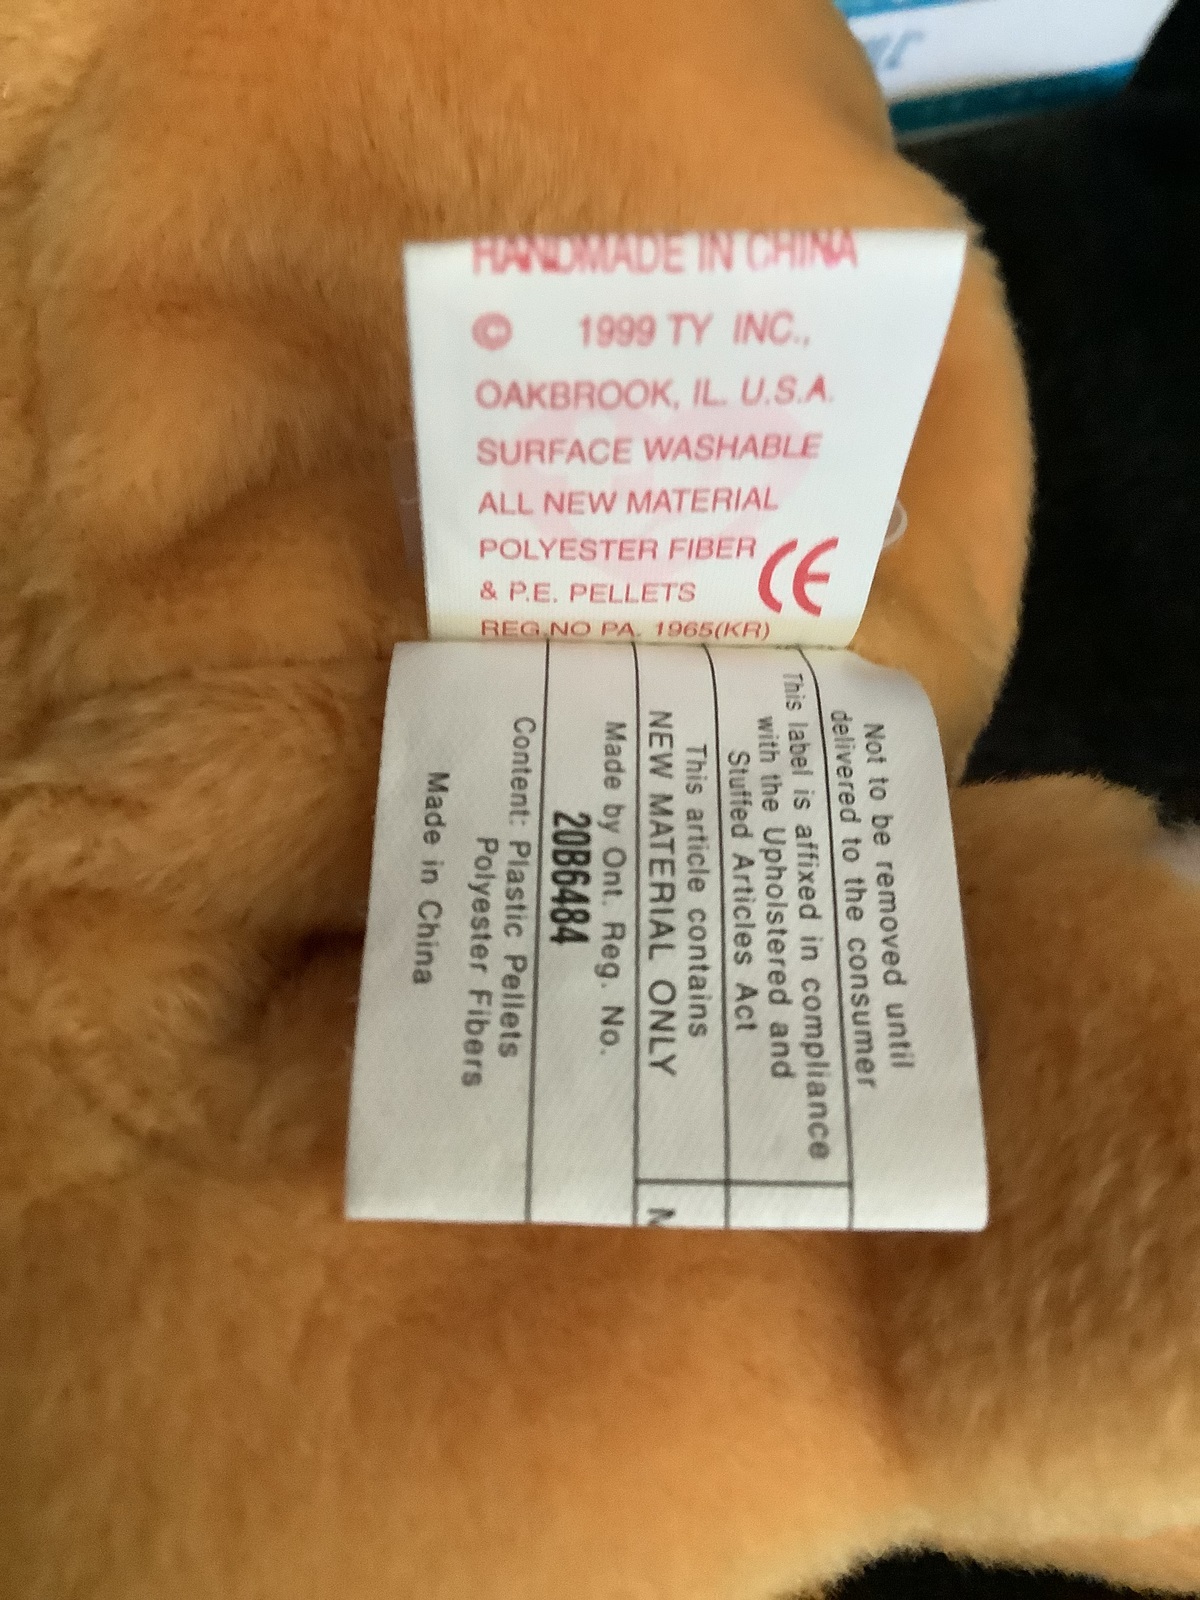 HANDMADE IN CHINA
© 1999 TY INC.,
OAKBROOK, IL. U.S.A.
SURFACE WASHABLE
ALL NEW MATERIAL
POLYESTER FIBER
& P.E. PELLETS
CE
REG.NO PA. 1965(KR)
Not to be removed until
delivered to the consumer
This label is affixed in compliance
with the Upholstered and
Stuffed Articles Act
This article contains
NEW MATERIAL ONLY
Made by Ont. Reg. No.
20B6484
Content: Plastic Pellets
Polyester Fibers
Made in China